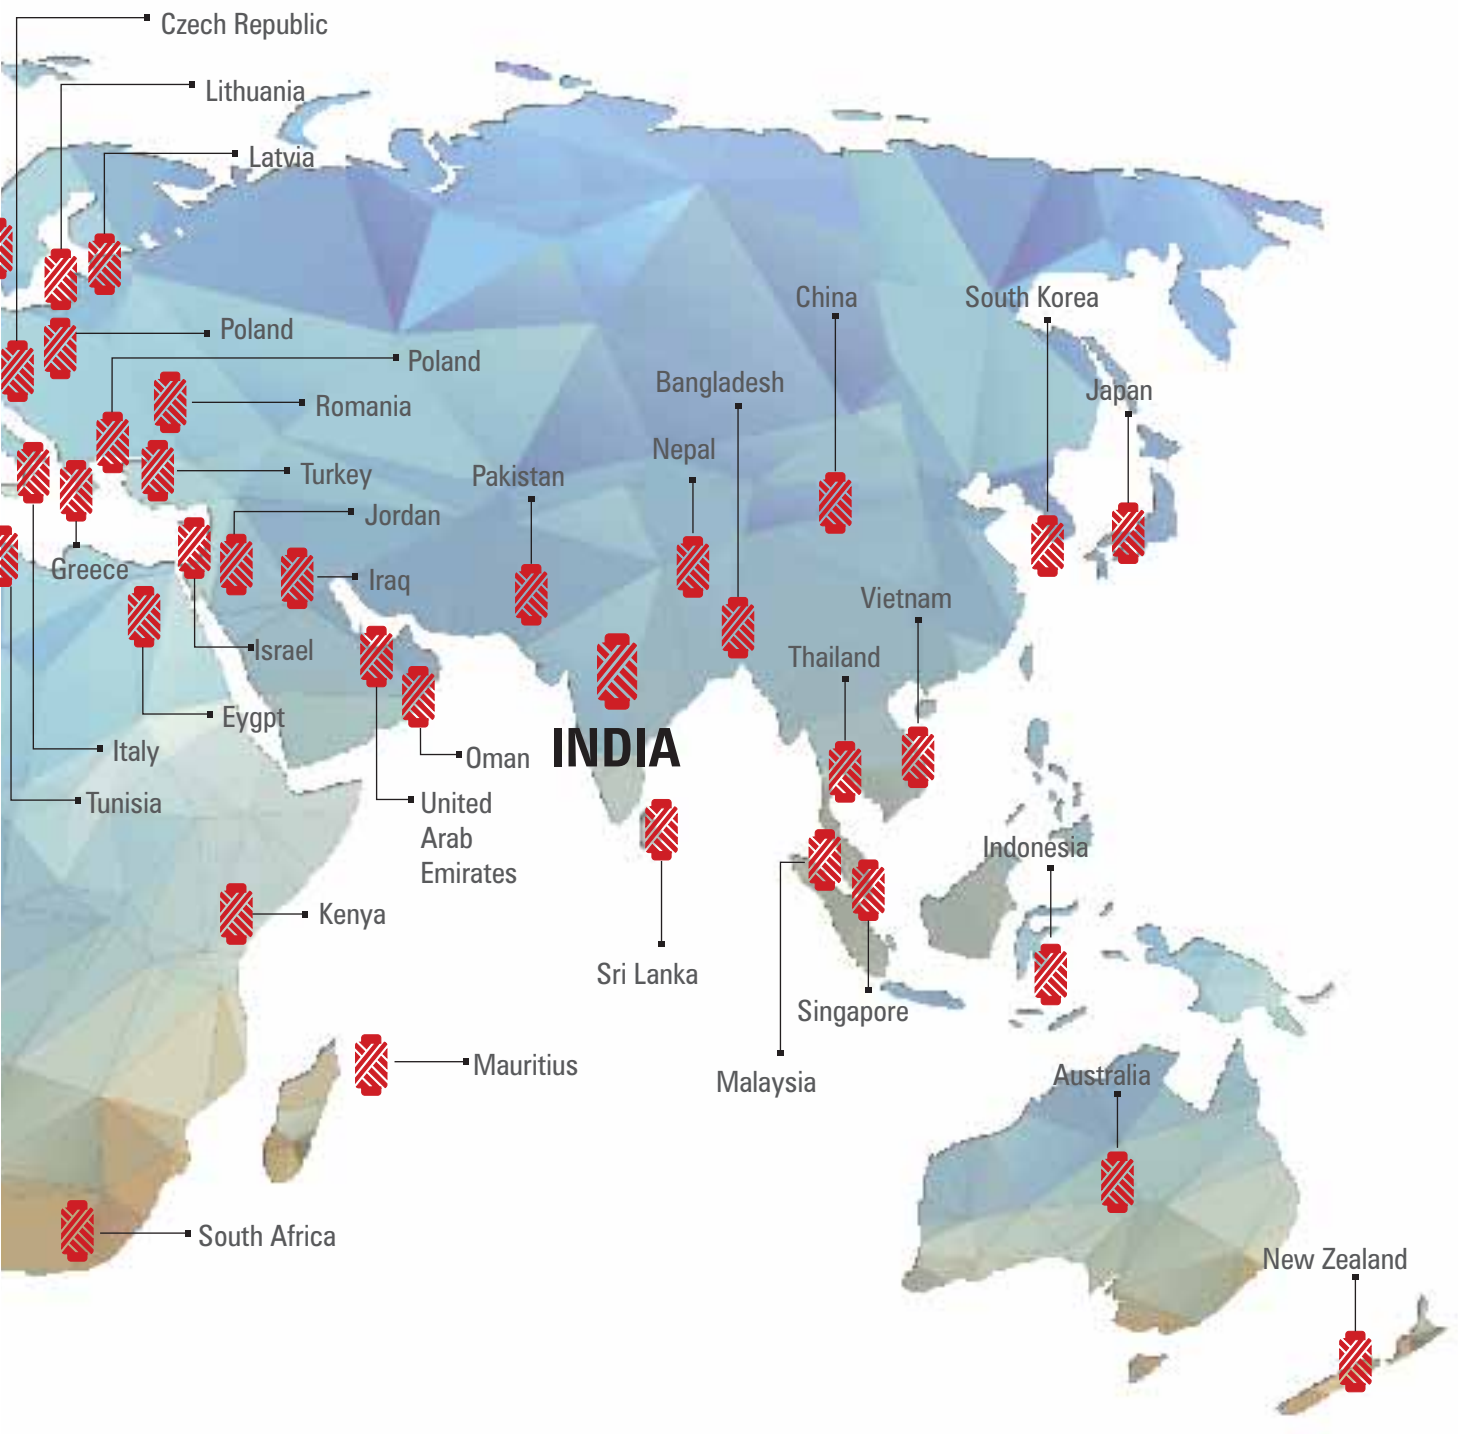 Czech Republic
Lithuania
Latvia
China
South Korea
Poland
Poland
Bangladesh
Japan
Romania
Nepal
Turkey
Pakistan
Jordan
Greece
Iraq
Vietnam
Israel
Thailand
Eygpt
Italy
Oman
INDIA
Tunisia
United
Arab
Emirates
Indonesia
Kenya
Sri Lanka
Singapore
Mauritius
Malaysia
Australia
South Africa
New Zealand